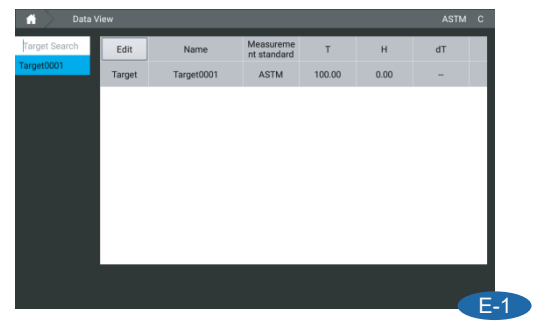 Data View ASTM C
Target Search
Target0001
Edit Name Measureme
nt standard T H dT
Target Target0001 ASTM 100.00 0.00 --
E-1